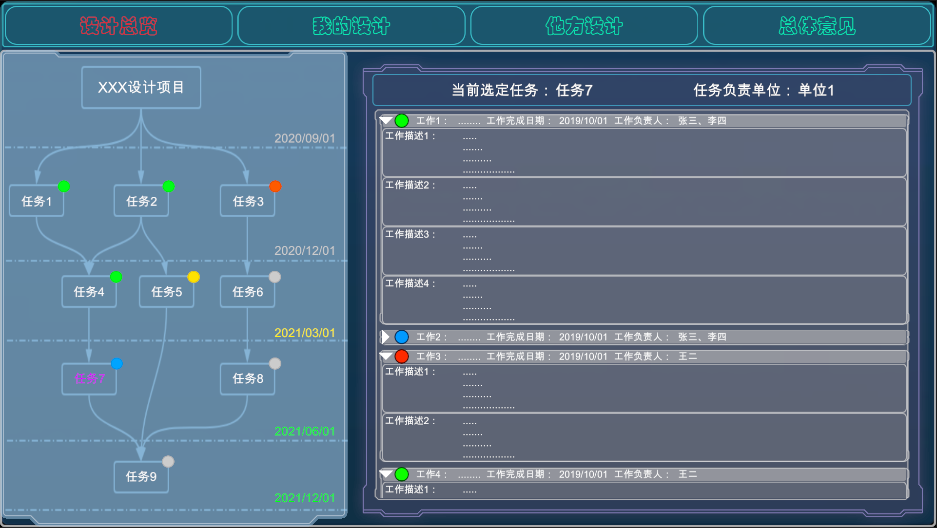 设计总览 我的设计 他方设计 总体意见
XXX设计项目
2020/09/01
任务1 任务2 任务3
2020/12/01
任务4 任务5 任务6
2021/03/01
任务7 任务8
2021/06/01
任务9
2021/12/01
当前选定任务：任务7 任务负责单位：单位1
工作1： ........ 工作完成日期： 2019/10/01 工作负责人： 张三、李四
工作描述1： .....
.......
..........
..................
工作描述2： .....
.......
..........
..................
工作描述3： .....
.......
..........
..................
工作描述4： .....
.......
..........
..................
工作2： ........ 工作完成日期： 2019/10/01 工作负责人： 张三、李四
工作3： ........ 工作完成日期： 2019/10/01 工作负责人： 王二
工作描述1： .....
.......
..........
..................
工作描述2： .....
.......
..........
..................
工作4： ........ 工作完成日期： 2019/10/01 工作负责人： 王二
工作描述1： .....